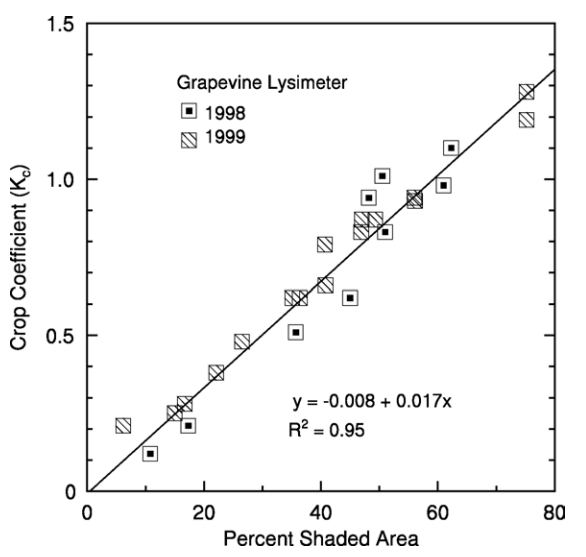 1.5
Grapevine Lysimeter
1998
1999
1.0
Crop Coefficient (Kc)
0.5
y = -0.008 + 0.017x
R² = 0.95
0
0 20 40 60 80
Percent Shaded Area